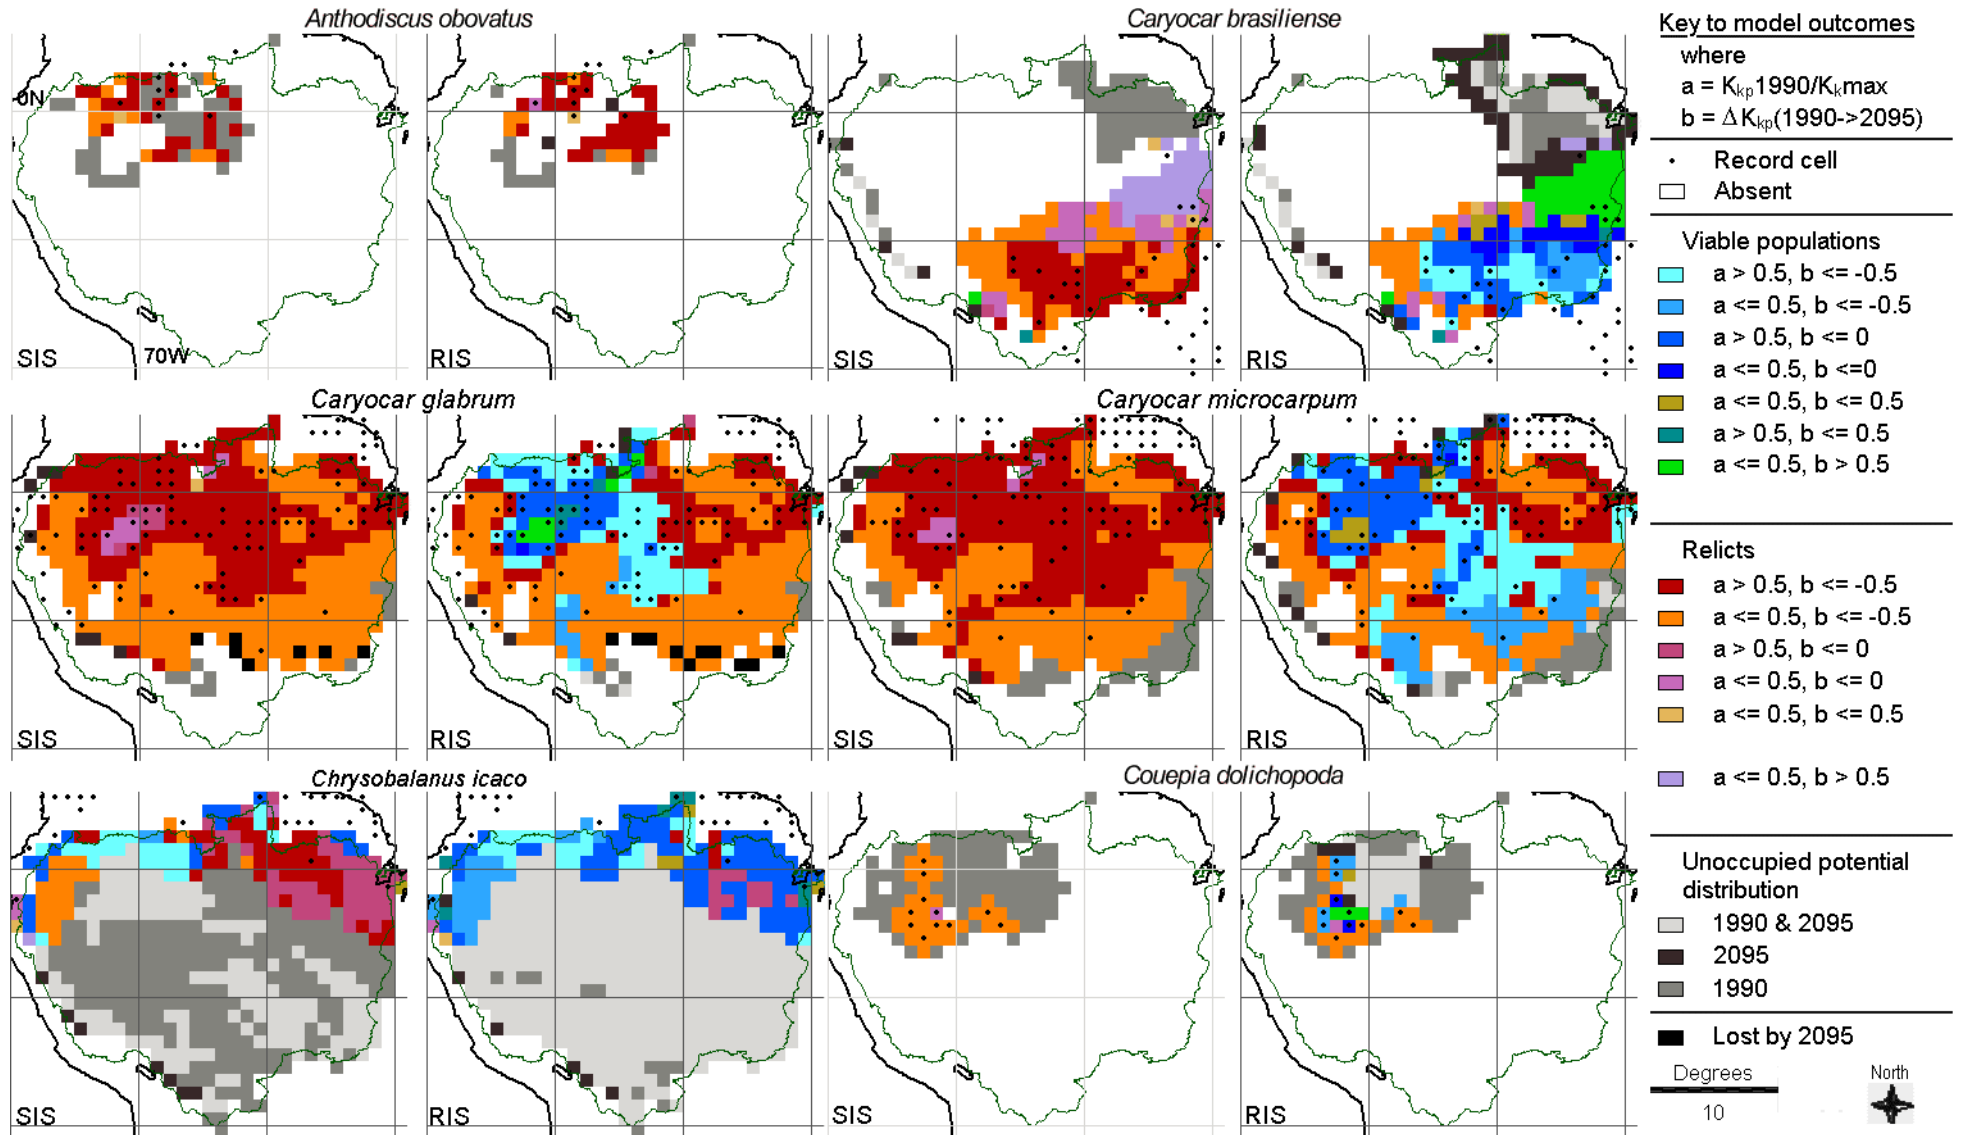 Anthodiscus obovatus
Caryocar brasiliense
0N
70W
SIS
RIS
SIS
RIS
Caryocar glabrum
Caryocar microcarpum
SIS
RIS
SIS
RIS
Chrysobalanus icaco
Couepia dolichopoda
SIS
RIS
SIS
RIS
Key to model outcomes
where
a = Kkp1990/Kkmax
b = ΔKkp(1990->2095)
Record cell
Absent
Viable populations
a > 0.5, b <= -0.5
a <= 0.5, b <= -0.5
a > 0.5, b <= 0
a <= 0.5, b <=0
a <= 0.5, b <= 0.5
a > 0.5, b <= 0.5
a <= 0.5, b > 0.5
Relicts
a > 0.5, b <= -0.5
a <= 0.5, b <= -0.5
a > 0.5, b <= 0
a <= 0.5, b <= 0
a <= 0.5, b <= 0.5
a <= 0.5, b > 0.5
Unoccupied potential
distribution
1990 & 2095
2095
1990
Lost by 2095
Degrees
10
North